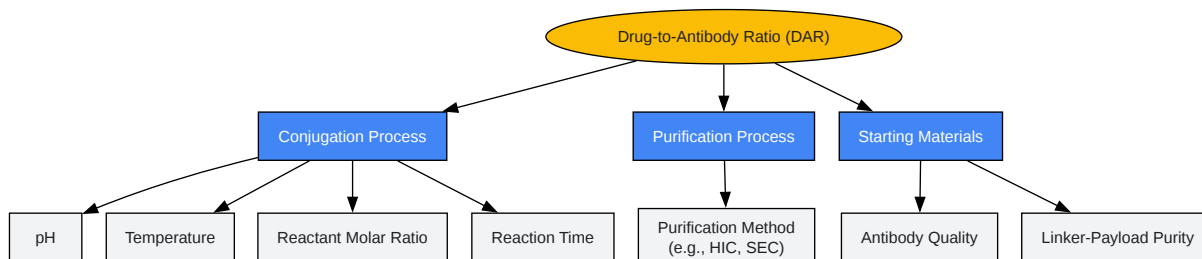 Drug-to-Antibody Ratio (DAR)
Conjugation Process
Purification Process
Starting Materials
pH
Temperature
Reactant Molar Ratio
Reaction Time
Purification Method
(e.g., HIC, SEC)
Antibody Quality
Linker-Payload Purity